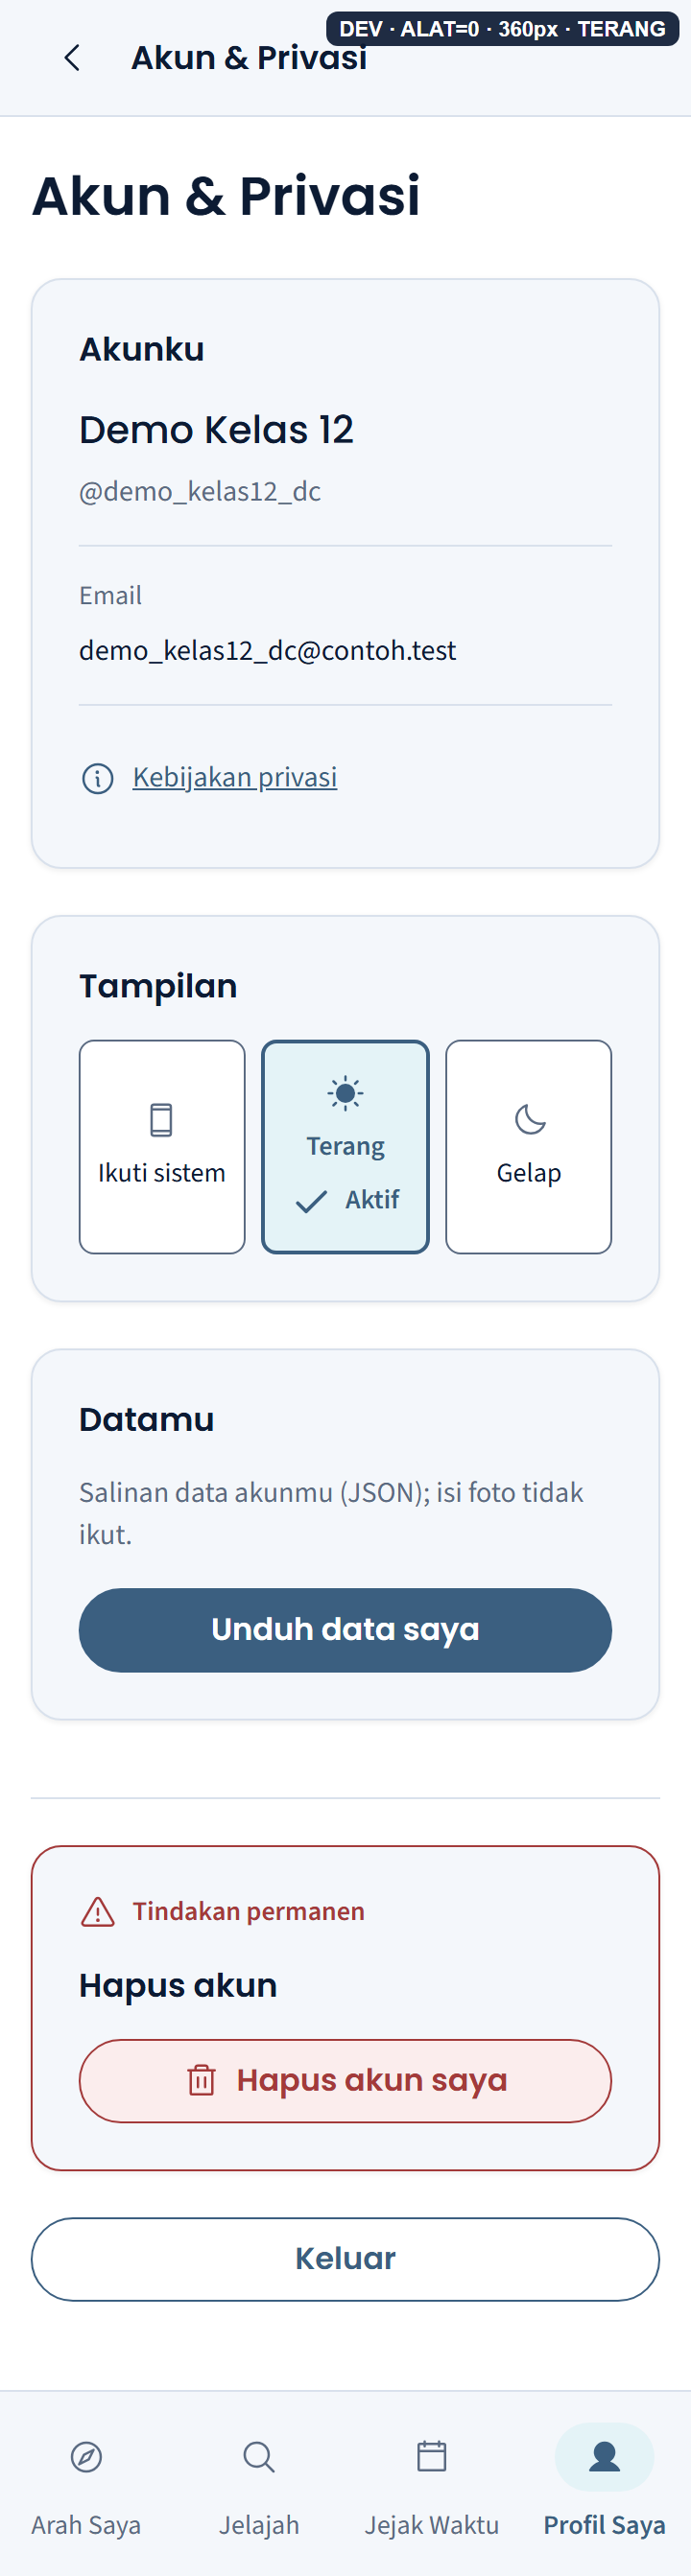 DEV · ALAT=0 · 360px · TERANG
Akun & Privasi
Akun & Privasi
Akunku
Demo Kelas 12
@demo_kelas12_dc
Email
demo_kelas12_dc@contoh.test
Kebijakan privasi
Tampilan
Ikuti sistem
Terang
Aktif
Gelap
Datamu
Salinan data akunmu (JSON); isi foto tidak
ikut.
Unduh data saya
Tindakan permanen
Hapus akun
Hapus akun saya
Keluar
Arah Saya
Jelajah
Jejak Waktu
Profil Saya